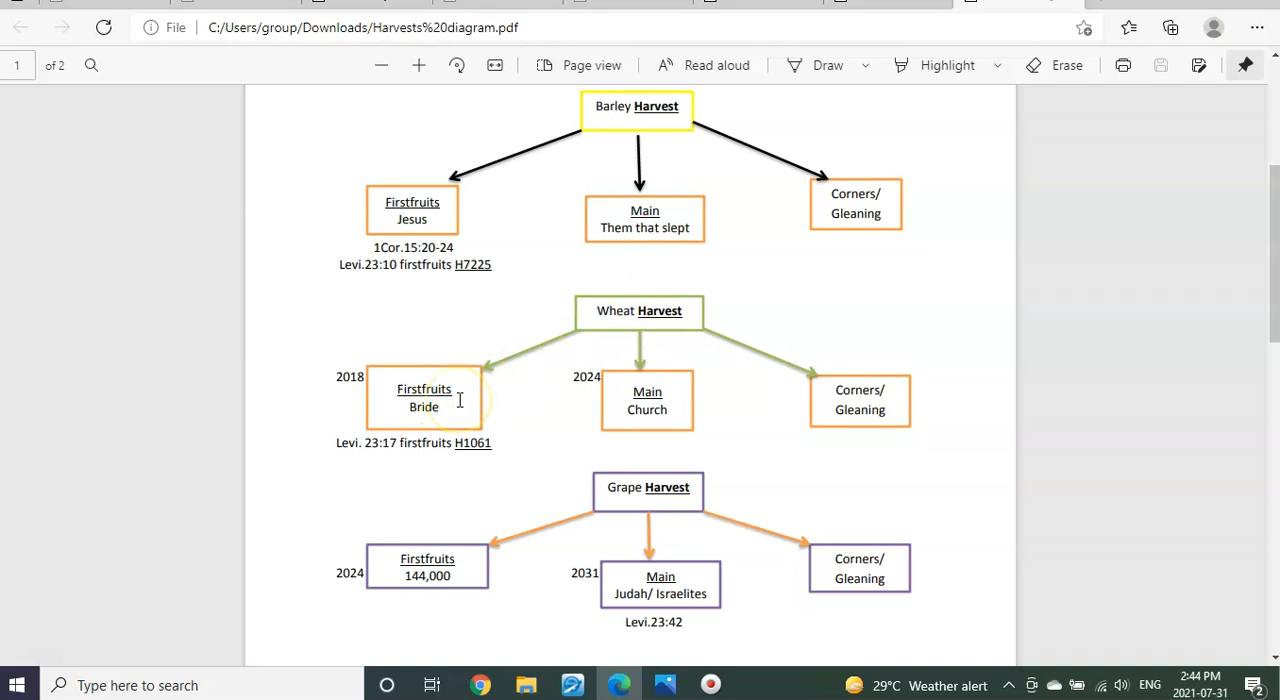 File C:/Users/group/Downloads/Harvests%20diagram.pdf
1 of 2 Page view Read aloud Draw Highlight Erase
Barley Harvest
Firstfruits
Jesus
Main
Them that slept
Corners/
Gleaning
1Cor.15:20-24
Levi.23:10 firstfruits H7225
Wheat Harvest
2018
Firstfruits
Bride
2024
Main
Church
Corners/
Gleaning
Levi. 23:17 firstfruits H1061
Grape Harvest
2024
Firstfruits
144,000
2031
Main
Judah/ Israelites
Corners/
Gleaning
Levi.23:42
Type here to search
29°C Weather alert
ENG
2:44 PM
2021-07-31
2